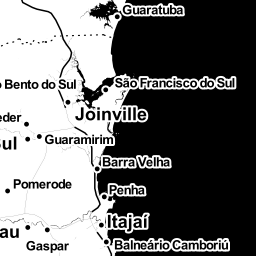 Guaratuba
o Bento do Sul
São Francisco do Sul
Joinville
eder
ul
Guaramirim
Barra Velha
Pomerode
Penha
Itajaí
au
Gaspar
Balneário Camboriú